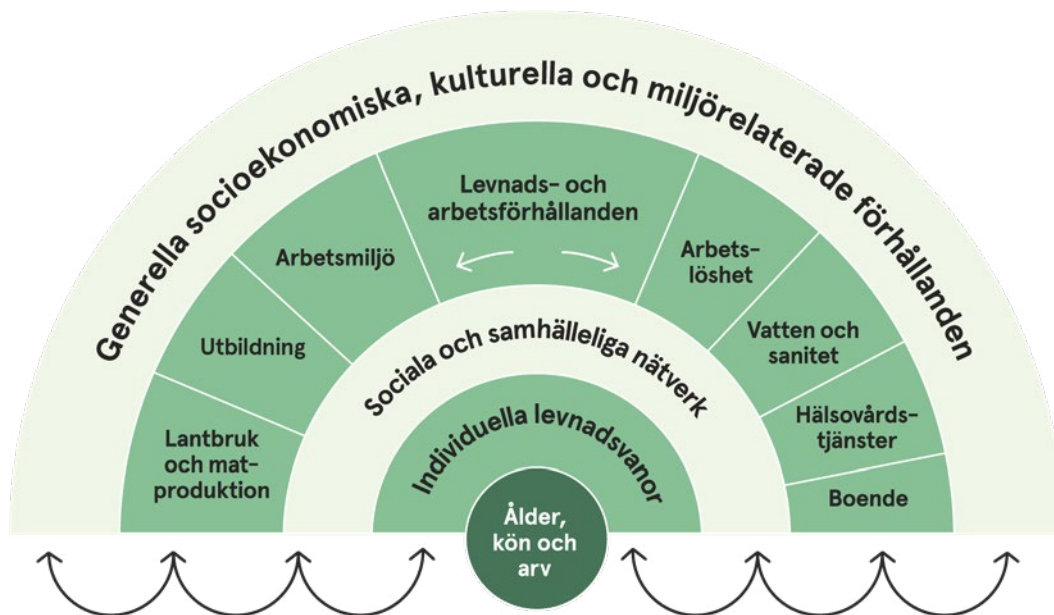 Generella socioekonomiska, kulturella och miljörelaterade förhållanden
Levnads- och
arbetsförhållanden
Arbetsmiljö
Arbets-
löshet
Utbildning
Vatten och
sanitet
Lantbruk
och mat-
produktion
Hälsovårds-
tjänster
Boende
Sociala och samhälleliga nätverk
Individuella levnadsvanor
Ålder,
kön och
arv